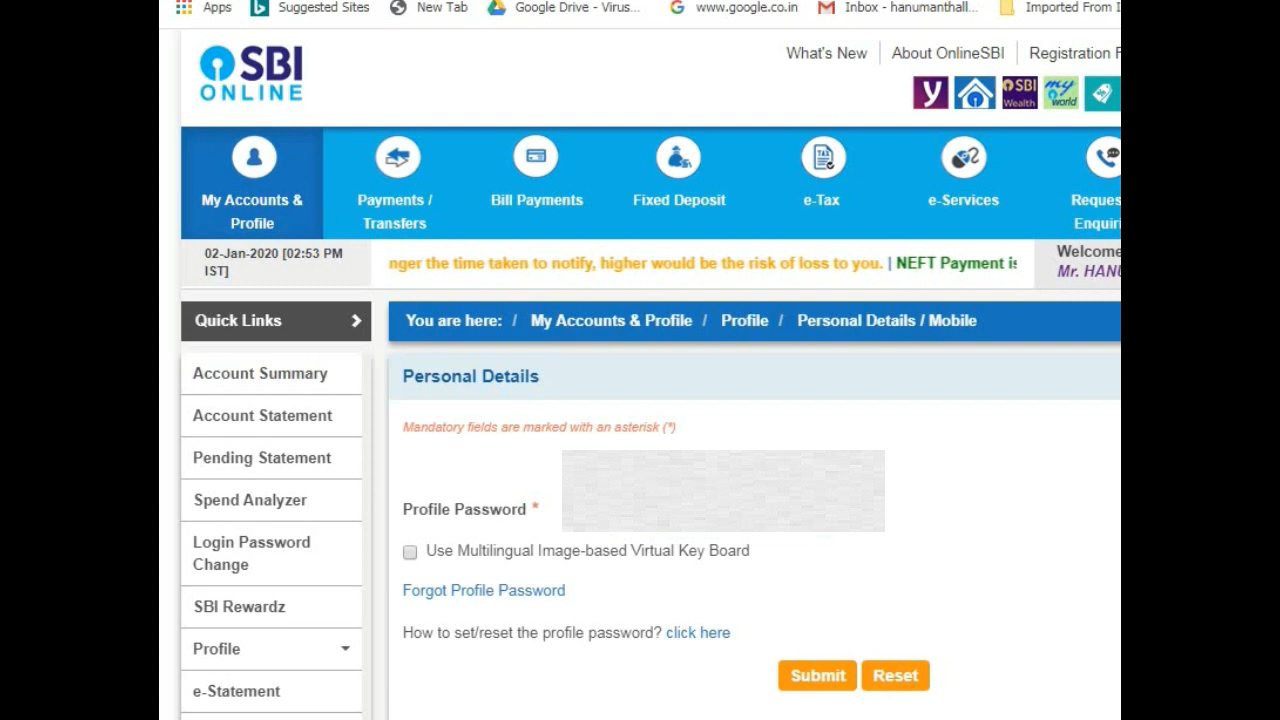 Apps Suggested Sites New Tab Google Drive - Virus... www.google.co.in Inbox - hanumanthall... Imported From I
SBI
ONLINE
What's New About OnlineSBI Registration F
y SBI Wealth my world
My Accounts & Profile
Payments / Transfers
Bill Payments
Fixed Deposit
TAX
e-Tax
e-Services
Reques
Enquiri
02-Jan-2020 [02:53 PM
IST]
nger the time taken to notify, higher would be the risk of loss to you. | NEFT Payment is
Welcome
Mr. HANU
Quick Links
You are here: / My Accounts & Profile / Profile / Personal Details / Mobile
Account Summary
Account Statement
Pending Statement
Spend Analyzer
Login Password
Change
SBI Rewardz
Profile
e-Statement
Personal Details
Mandatory fields are marked with an asterisk (*)
Profile Password *
Use Multilingual Image-based Virtual Key Board
Forgot Profile Password
How to set/reset the profile password? click here
Submit Reset